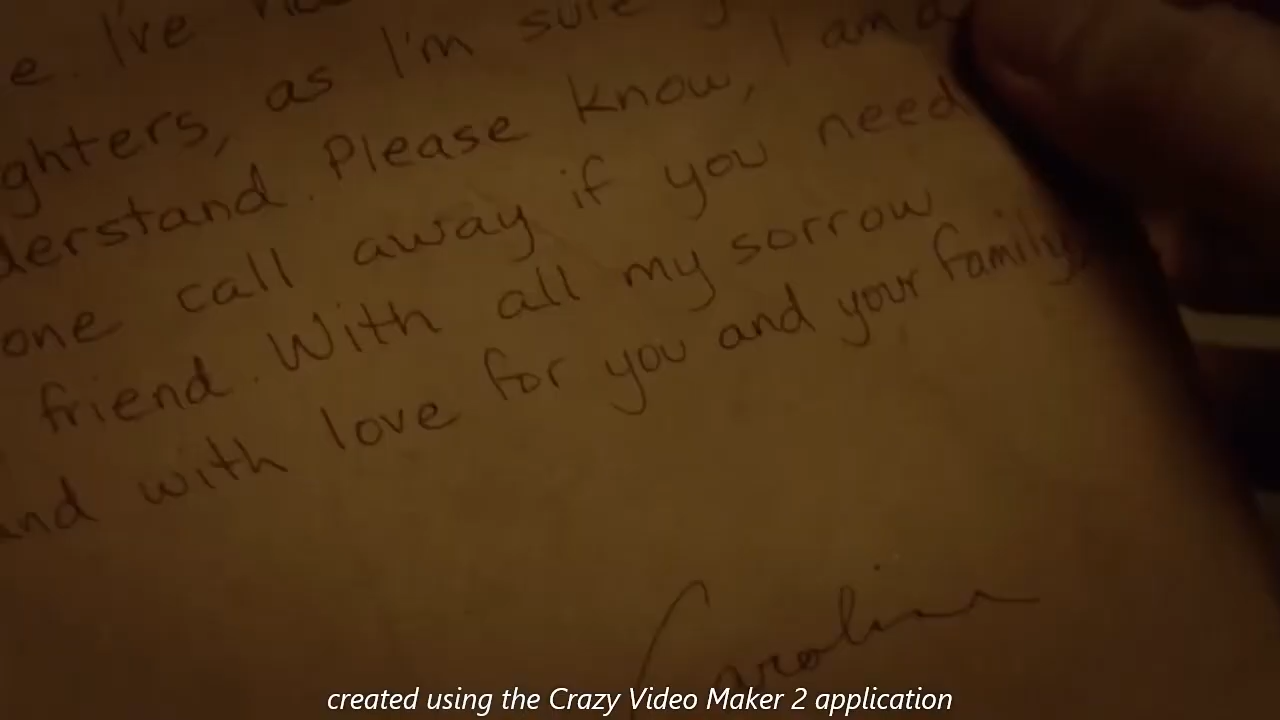 e. I've
ghters, as I'm sure
derstand. Please know, I am a
one call away if you need
friend. With all my sorrow
and with love for you and your family
Caroline
created using the Crazy Video Maker 2 application